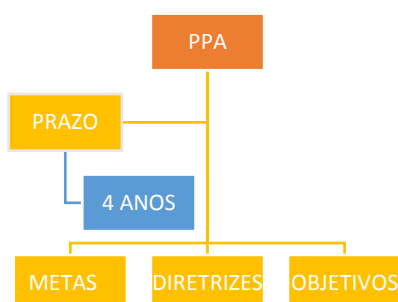 PPA
PRAZO
4 ANOS
METAS
DIRETRIZES
OBJETIVOS